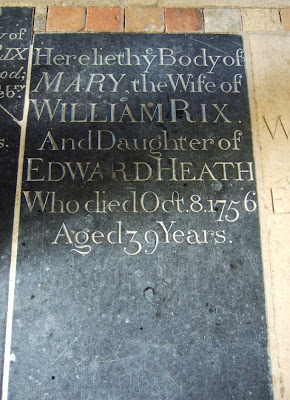 Here lieth yͤ Body of
MARY, the Wife of
WILLIAM RIX.
And Daughter of
EDWARD HEATH
Who died Oct. 8. 1756
Aged 39 Years.